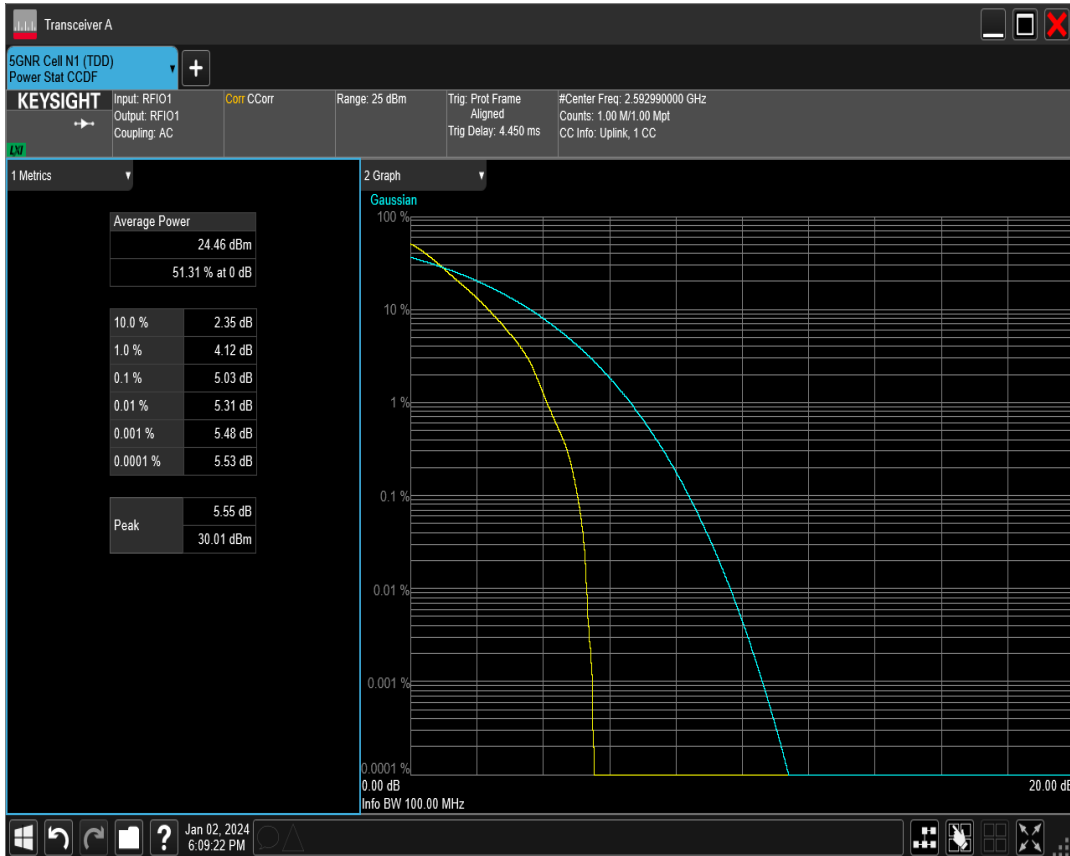 Transceiver A
5GNR Cell N1 (TDD)
Power Stat CCDF
+
KEYSIGHT
LXI
Input: RFIO1
Output: RFIO1
Coupling: AC
Corr CCorr
Range: 25 dBm
Trig: Prot Frame
Aligned
Trig Delay: 4.450 ms
#Center Freq: 2.592990000 GHz
Counts: 1.00 M/1.00 Mpt
CC Info: Uplink, 1 CC
1 Metrics
Average Power
24.46 dBm
51.31 % at 0 dB
10.0 % 2.35 dB
1.0 % 4.12 dB
0.1 % 5.03 dB
0.01 % 5.31 dB
0.001 % 5.48 dB
0.0001 % 5.53 dB
Peak
5.55 dB
30.01 dBm
2 Graph
Gaussian
100 %
10 %
1 %
0.1 %
0.01 %
0.001 %
0.0001 %
0.00 dB
20.00 dB
Info BW 100.00 MHz
?
Jan 02, 2024
6:09:22 PM